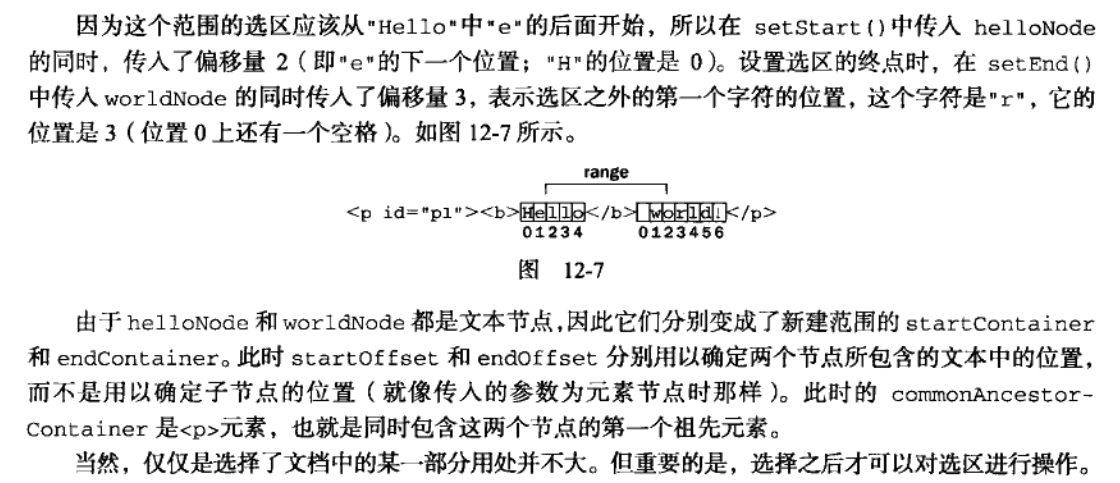 因为这个范围的选区应该从"Hello"中"e"的后面开始，所以在 setStart()中传入 helloNode
的同时，传入了偏移量 2（即"e"的下一个位置；"H"的位置是 0）。设置选区的终点时，在 setEnd()
中传入 worldNode 的同时传入了偏移量 3，表示选区之外的第一个字符的位置，这个字符是"r"，它的
位置是 3（位置 0 上还有一个空格）。如图 12-7 所示。
range
<p id="p1"><b>Hello</b> world!</p>
01234 0123456
图 12-7
由于 helloNode 和 worldNode 都是文本节点,因此它们分别变成了新建范围的 startContainer
和 endContainer。此时 startOffset 和 endOffset 分别用以确定两个节点所包含的文本中的位置，
而不是用以确定子节点的位置（就像传入的参数为元素节点时那样）。此时的 commonAncestor-
Container 是<p>元素，也就是同时包含这两个节点的第一个祖先元素。
当然，仅仅是选择了文档中的某一部分用处并不大。但重要的是，选择之后才可以对选区进行操作。